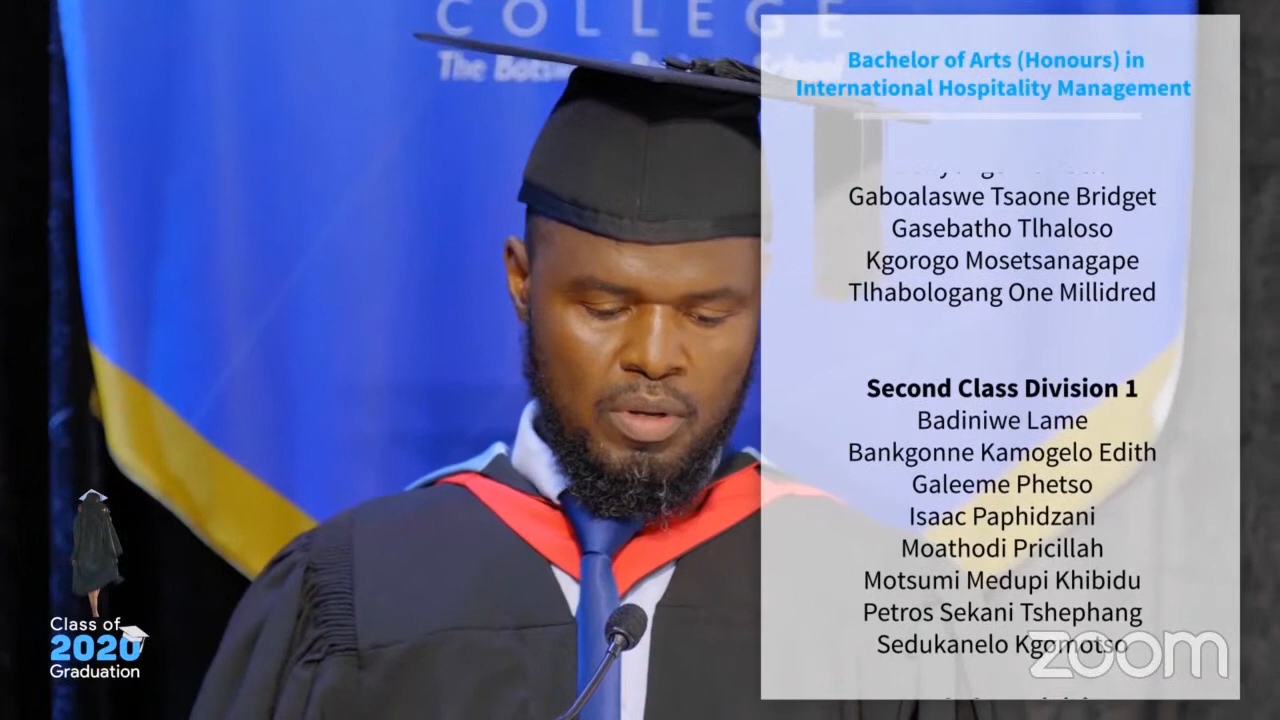 COLLEGE
Bachelor of Arts (Honours) in
International Hospitality Management
Gaboalaswe Tsaone Bridget
Gasebatho Tlhaloso
Kgorogo Mosetsanagape
Tlhabologang One Millidred
Second Class Division 1
Badiniwe Lame
Bankgonne Kamogelo Edith
Galeeme Phetso
Isaac Paphidzani
Moathodi Pricillah
Motsumi Medupi Khibidu
Petros Sekani Tshephang
Sedukanelo Kgomotso
zoom
Class of
2020
Graduation